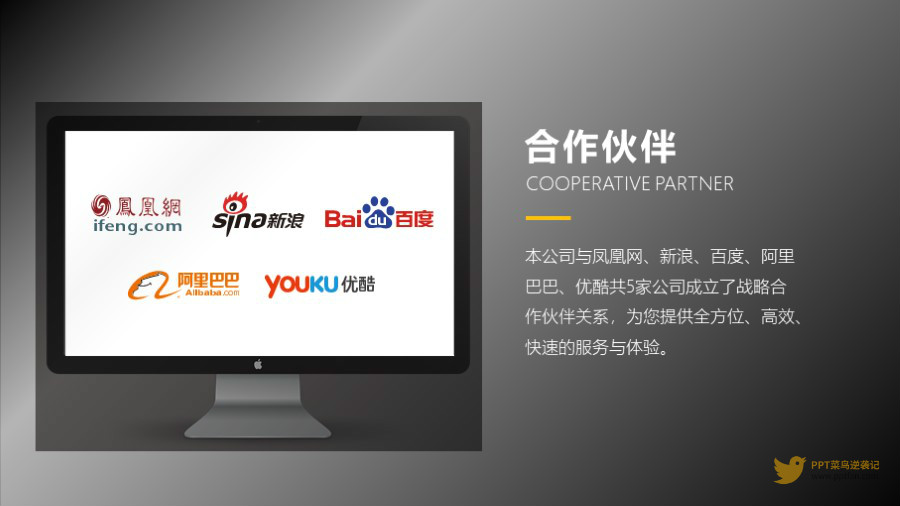 鳳凰網
ifeng.com
sina新浪
Bai du 百度
阿里巴巴
Alibaba.com
YOUKU优酷
合作伙伴
COOPERATIVE PARTNER
本公司与凤凰网、新浪、百度、阿里
巴巴、优酷共5家公司成立了战略合
作伙伴关系，为您提供全方位、高效、
快速的服务与体验。
PPT菜鸟逆袭记